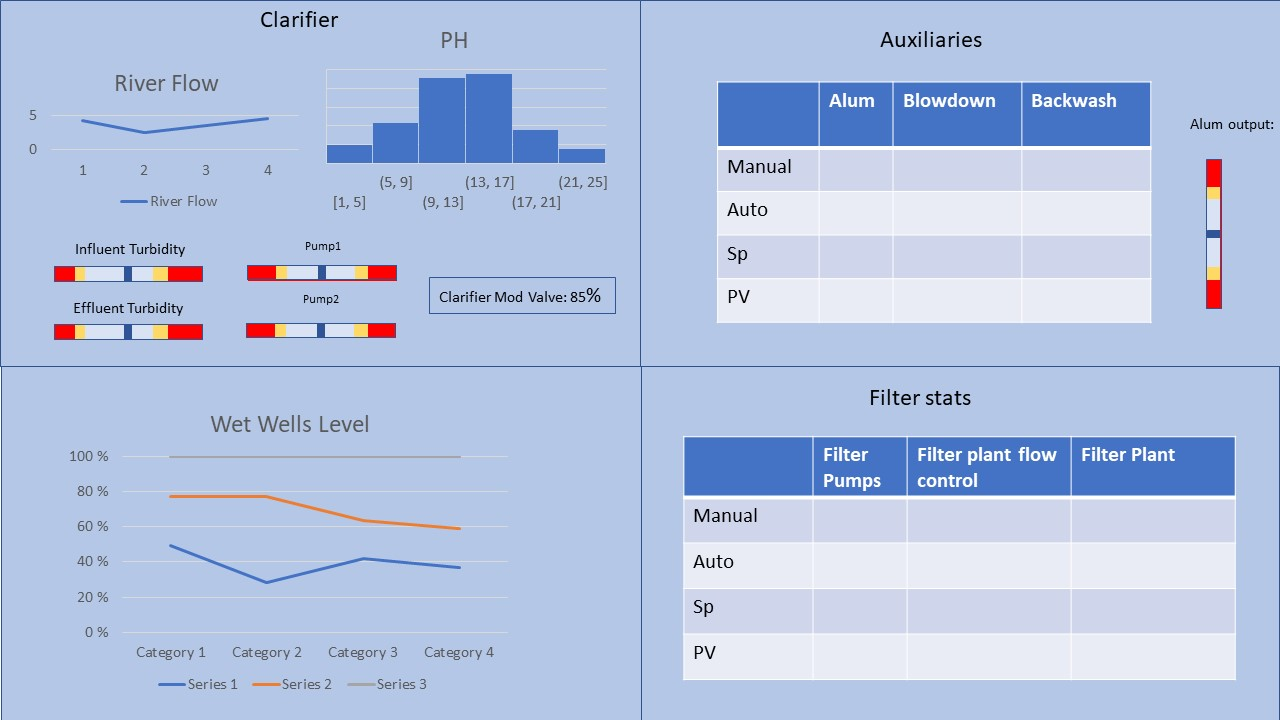 Clarifier
PH
River Flow
5
0
1 2 3 4
River Flow
(5, 9] (13, 17] (21, 25]
[1, 5] (9, 13] (17, 21]
Influent Turbidity
Effluent Turbidity
Pump1
Pump2
Clarifier Mod Valve: 85%
Auxiliaries
Alum Blowdown Backwash
Manual
Auto
Sp
PV
Alum output:
Wet Wells Level
100 %
80 %
60 %
40 %
20 %
0 %
Category 1 Category 2 Category 3 Category 4
Series 1 Series 2 Series 3
Filter stats
Filter Pumps
Filter plant flow control
Filter Plant
Manual
Auto
Sp
PV